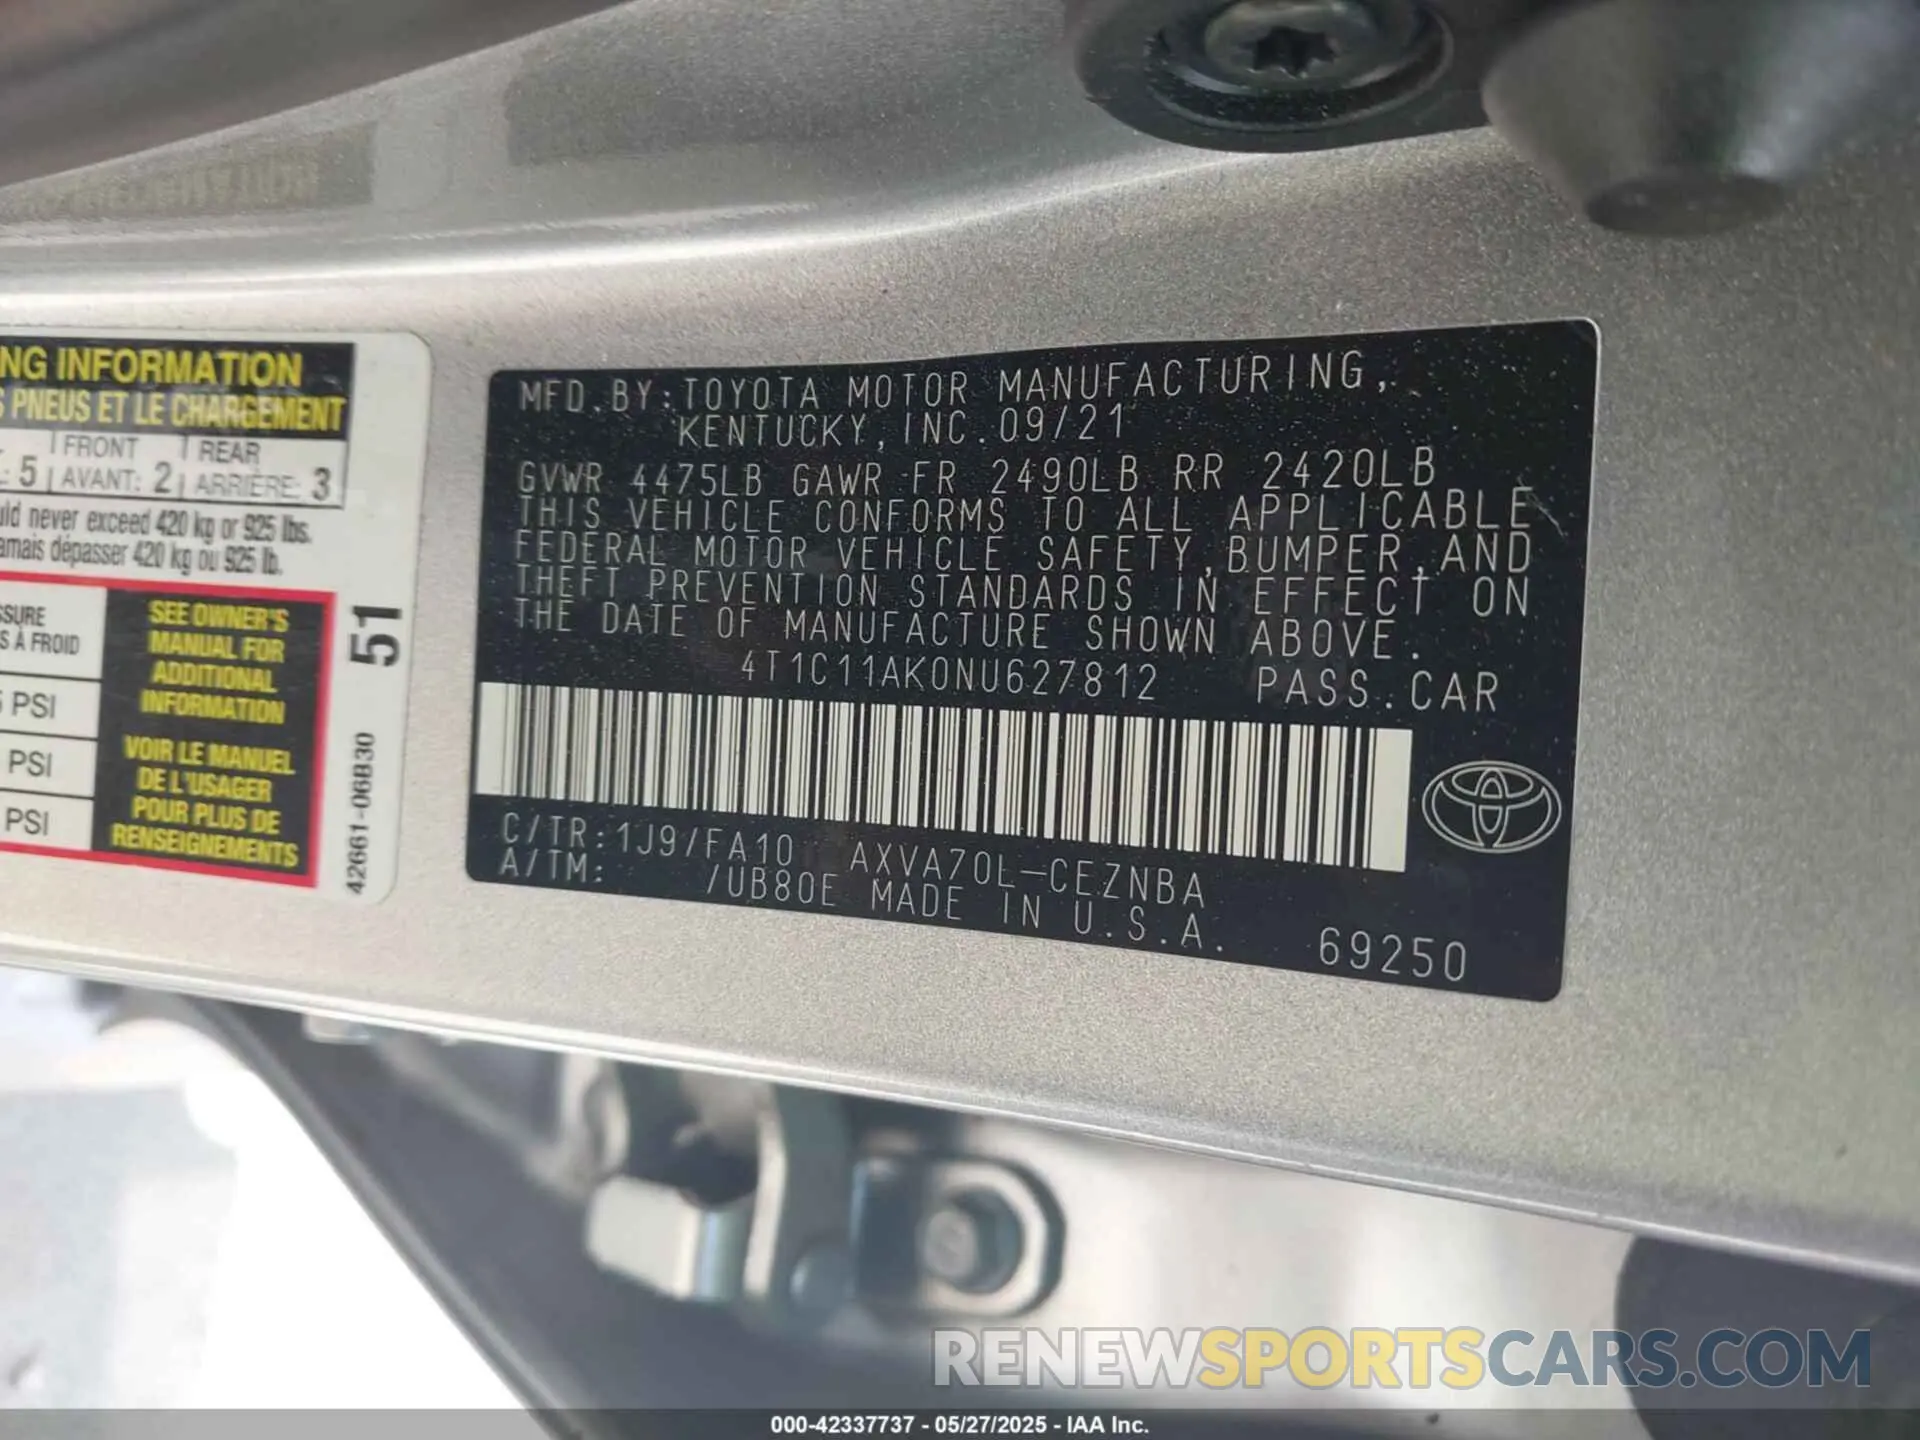 NG INFORMATION
S PNEUS ET LE CHARGEMENT
FRONT REAR
: 5 AVANT: 2 ARRIÈRE: 3
uld never exceed 420 kg or 925 lbs.
amais dépasser 420 kg ou 925 lb.
SSURE
S À FROID
5 PSI
PSI
PSI
SEE OWNER'S
MANUAL FOR
ADDITIONAL
INFORMATION
VOIR LE MANUEL
DE L'USAGER
POUR PLUS DE
RENSEIGNEMENTS
51
42661-06B30
MFD. BY: TOYOTA MOTOR MANUFACTURING,
KENTUCKY, INC. 09/21
GVWR 4475LB GAWR FR 2490LB RR 2420LB
THIS VEHICLE CONFORMS TO ALL APPLICABLE
FEDERAL MOTOR VEHICLE SAFETY, BUMPER, AND
THEFT PREVENTION STANDARDS IN EFFECT ON
THE DATE OF MANUFACTURE SHOWN ABOVE.
4T1C11AK0NU627812 PASS. CAR
C/TR: 1J9/FA10 AXVA70L-CEZNBA
A/TM: /UB80E MADE IN U.S.A.
69250
RENEWSPORTSCARS.COM
000-42337737 - 05/27/2025 - IAA Inc.